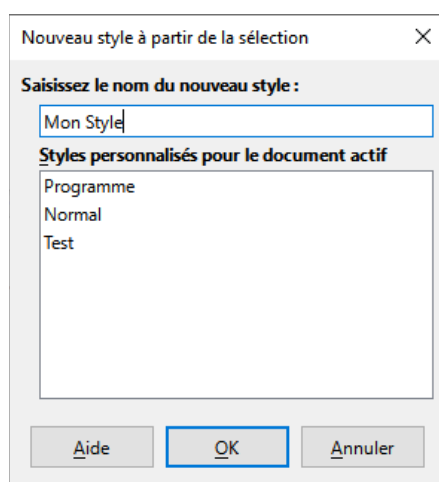 Nouveau style à partir de la sélection
Saisissez le nom du nouveau style :
Mon Style
Styles personnalisés pour le document actif
Programme
Normal
Test
Aide OK Annuler